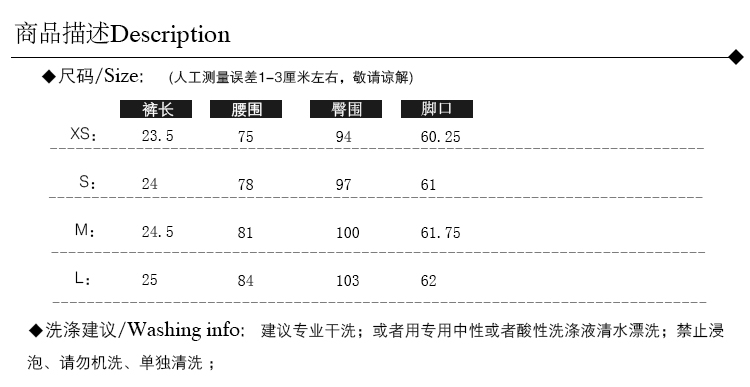 商品描述Description
◆尺码/Size: (人工测量误差1-3厘米左右，敬请谅解)
裤长 腰围 臀围 脚口
XS: 23.5 75 94 60.25
S: 24 78 97 61
M: 24.5 81 100 61.75
L: 25 84 103 62
◆洗涤建议/Washing info: 建议专业干洗；或者用专用中性或者酸性洗涤液清水漂洗；禁止浸
泡、请勿机洗、单独清洗；